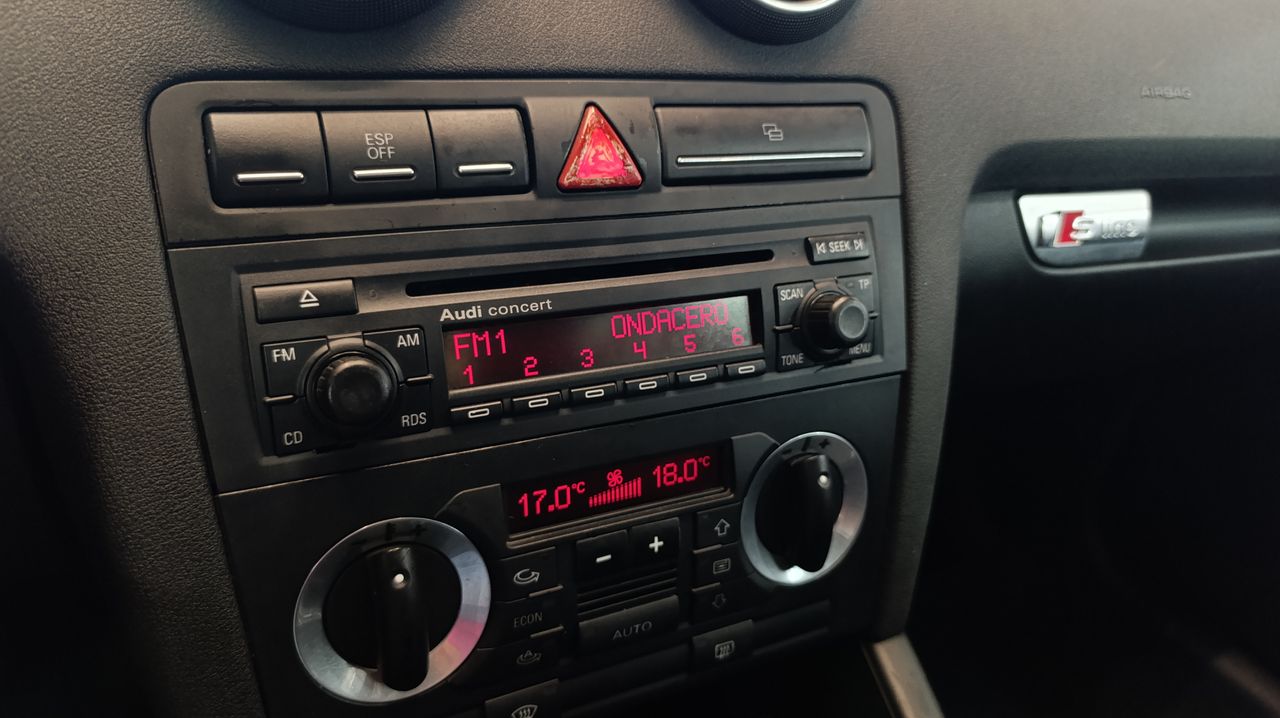 AIRBAG
ESP
OFF
S line
SEEK
Audi concert
SCAN
TP
FM
AM
FM1
ONDACERO
1 2 3 4 5 6
TONE
MENU
CD
RDS
17.0°C
18.0°C
- +
ECON
AUTO